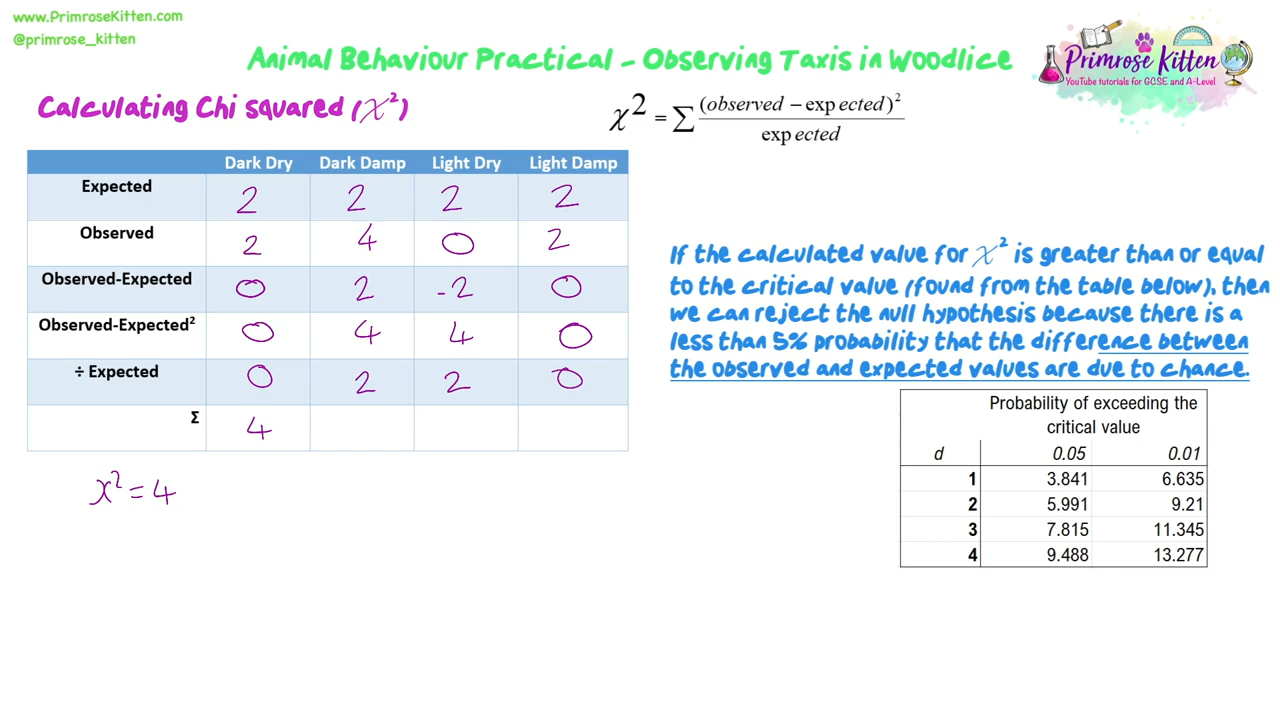 www.PrimroseKitten.com
@primrose_kitten
Animal Behaviour Practical – Observing Taxis in Woodlice
Primrose Kitten
YouTube tutorials for GCSE and A-Level
Calculating Chi squared (χ²)
χ² = ∑ (observed − expected)² / expected
Dark Dry Dark Damp Light Dry Light Damp
Expected 2 2 2 2
Observed 2 4 0 2
Observed-Expected 0 2 -2 0
Observed-Expected² 0 4 4 0
÷ Expected 0 2 2 0
Σ 4
x² = 4
If the calculated value for χ² is greater than or equal
to the critical value (found from the table below), then
we can reject the null hypothesis because there is a
less than 5% probability that the difference between
the observed and expected values are due to chance.
Probability of exceeding the
critical value
d 0.05 0.01
1 3.841 6.635
2 5.991 9.21
3 7.815 11.345
4 9.488 13.277